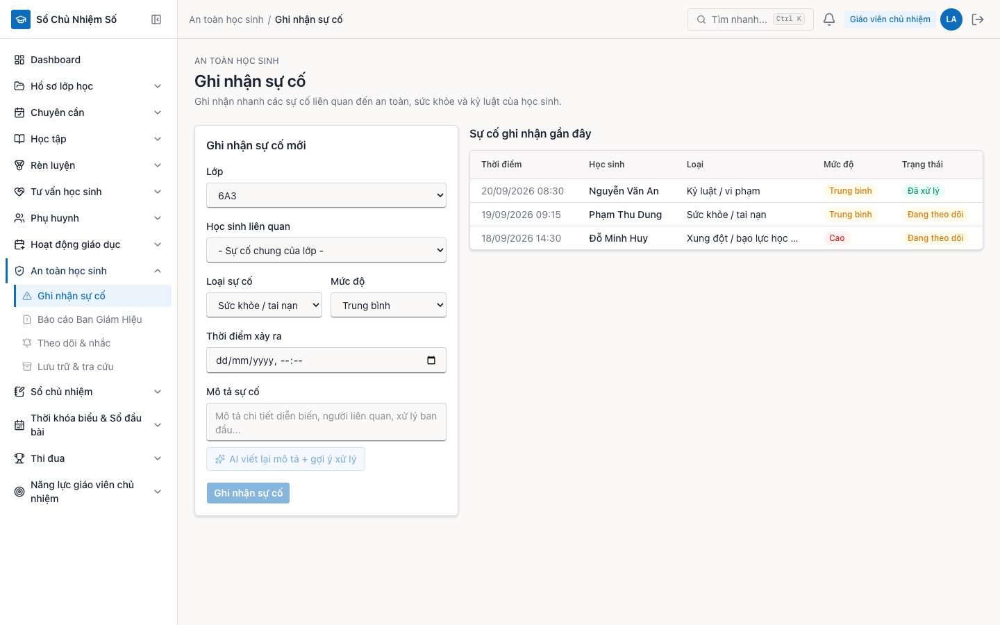 Sổ Chủ Nhiệm Số
An toàn học sinh / Ghi nhận sự cố
Tìm nhanh... Ctrl K
Giáo viên chủ nhiệm
LA
Dashboard
Hồ sơ lớp học
Chuyên cần
Học tập
Rèn luyện
Tư vấn học sinh
Phụ huynh
Hoạt động giáo dục
An toàn học sinh
Ghi nhận sự cố
Báo cáo Ban Giám Hiệu
Theo dõi & nhắc
Lưu trữ & tra cứu
Sổ chủ nhiệm
Thời khóa biểu & Sổ đầu
bài
Thi đua
Năng lực giáo viên chủ
nhiệm
AN TOÀN HỌC SINH
Ghi nhận sự cố
Ghi nhận nhanh các sự cố liên quan đến an toàn, sức khỏe và kỷ luật của học sinh.
Ghi nhận sự cố mới
Lớp
6A3
Học sinh liên quan
- Sự cố chung của lớp -
Loại sự cố Mức độ
Sức khỏe / tai nạn Trung bình
Thời điểm xảy ra
dd/mm/yyyy, --:--
Mô tả sự cố
Mô tả chi tiết diễn biến, người liên quan, xử lý ban
đầu...
AI viết lại mô tả + gợi ý xử lý
Ghi nhận sự cố
Sự cố ghi nhận gần đây
Thời điểm Học sinh Loại Mức độ Trạng thái
20/09/2026 08:30 Nguyễn Văn An Kỷ luật / vi phạm Trung bình Đã xử lý
19/09/2026 09:15 Phạm Thu Dung Sức khỏe / tai nạn Trung bình Đang theo dõi
18/09/2026 14:30 Đỗ Minh Huy Xung đột / bạo lực học ... Cao Đang theo dõi